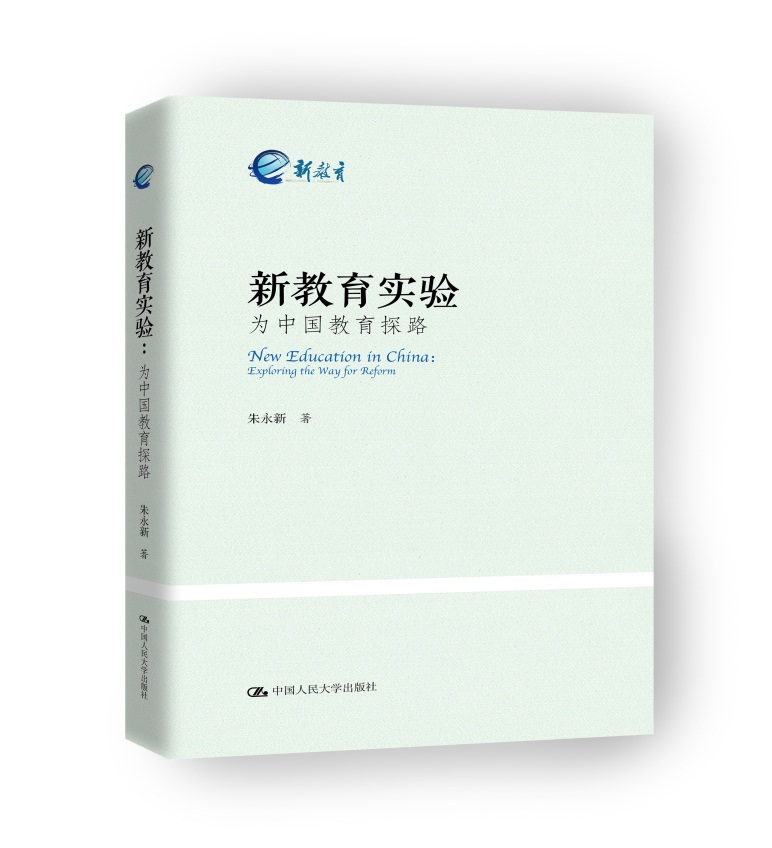 新教育
新教育实验
为中国教育探路
New Education in China:
Exploring the Way for Reform
朱永新 著
中国人民大学出版社
新教育实验:
为中国教育探路
朱永新 著
中国人民大学出版社